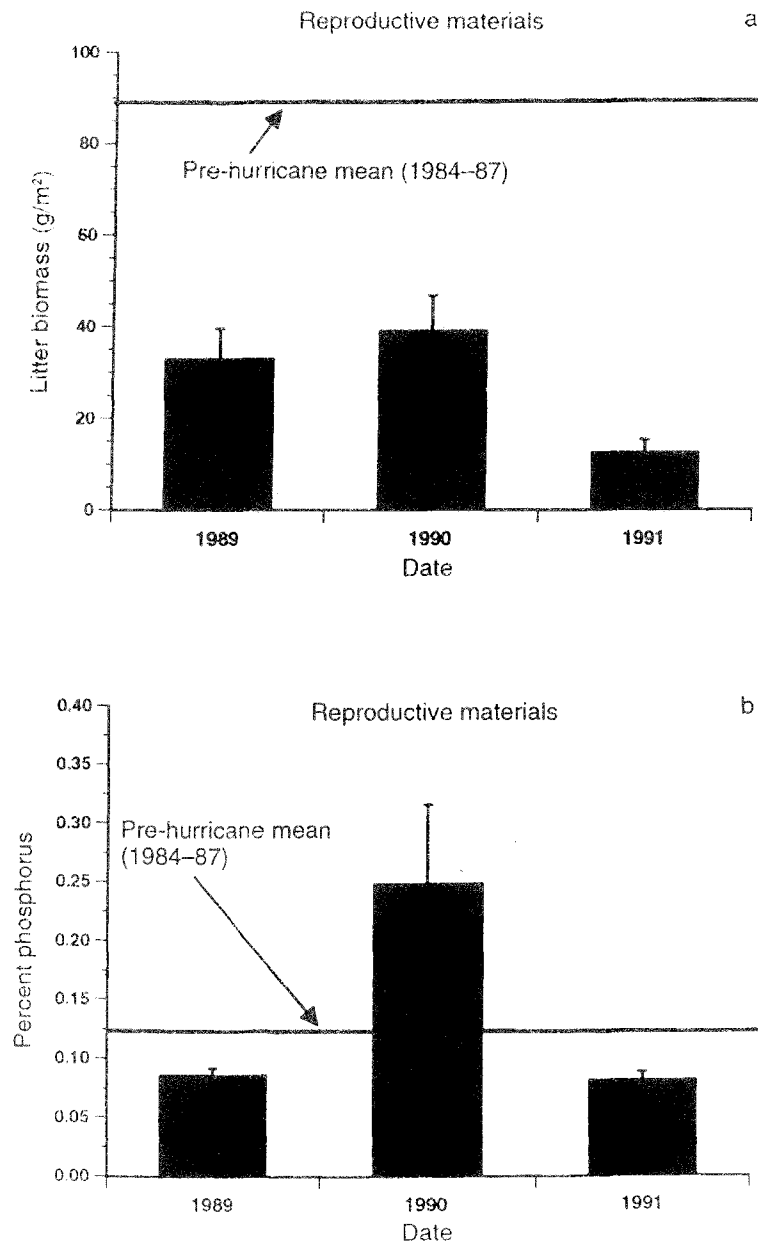 Reproductive materials
a
100
80
60
40
20
0
Litter biomass (g/m²)
Pre-hurricane mean (1984--87)
1989 1990 1991
Date
Reproductive materials
b
0.40
0.35
0.30
0.25
0.20
0.15
0.10
0.05
0.00
Percent phosphorus
Pre-hurricane mean
(1984–87)
1989 1990 1991
Date